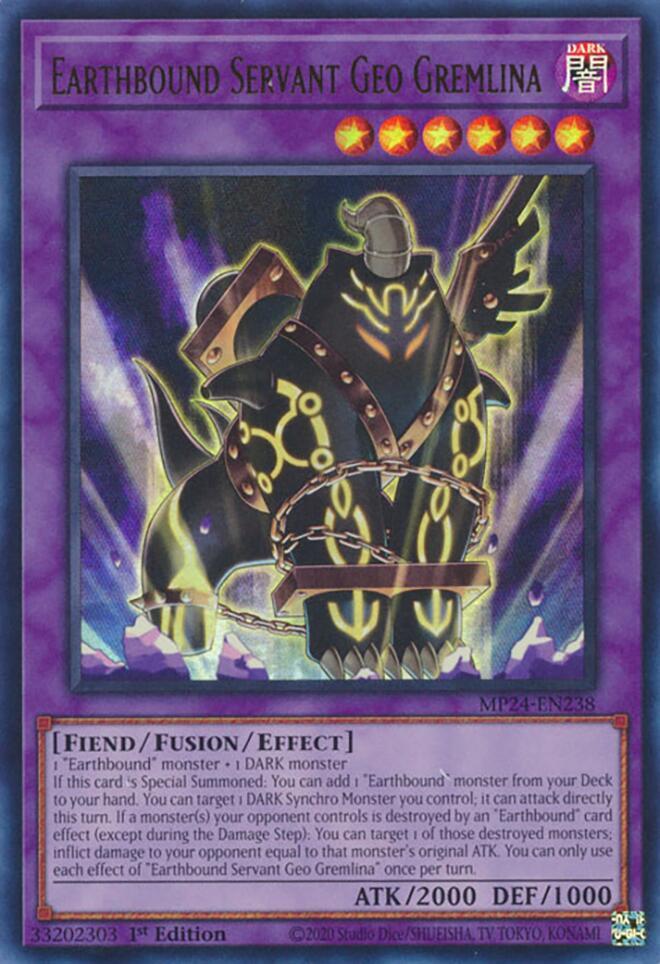 EARTHBOUND SERVANT GEO GREMLINA
DARK
闇
MP24-EN238
[FIEND/FUSION/EFFECT]
1 "Earthbound" monster + 1 DARK monster
If this card is Special Summoned: You can add 1 "Earthbound" monster from your Deck
to your hand. You can target 1 DARK Synchro Monster you control; it can attack directly
this turn. If a monster(s) your opponent controls is destroyed by an "Earthbound" card
effect (except during the Damage Step): You can target 1 of those destroyed monsters;
inflict damage to your opponent equal to that monster's original ATK. You can only use
each effect of "Earthbound Servant Geo Gremlina" once per turn.
ATK/2000 DEF/1000
33202303 1st Edition ©2020 Studio Dice/SHUEISHA, TV TOKYO, KONAMI